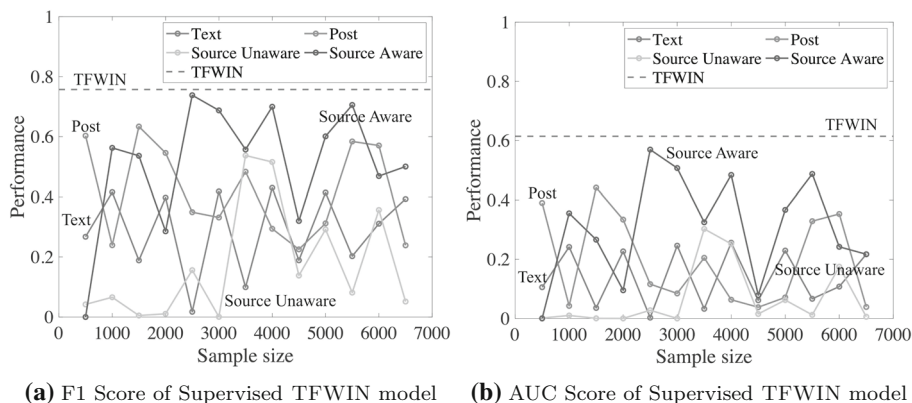 1
0.8
0.6
0.4
0.2
0
Performance
0 1000 2000 3000 4000 5000 6000 7000
Sample size
Text Post
Source Unaware Source Aware
TFWIN
TFWIN
Post
Source Aware
Text
Source Unaware
(a) F1 Score of Supervised TFWIN model
1
0.8
0.6
0.4
0.2
0
Performance
0 1000 2000 3000 4000 5000 6000 7000
Sample size
Text Post
Source Unaware Source Aware
TFWIN
TFWIN
Source Aware
Post
Text
Source Unaware
(b) AUC Score of Supervised TFWIN model